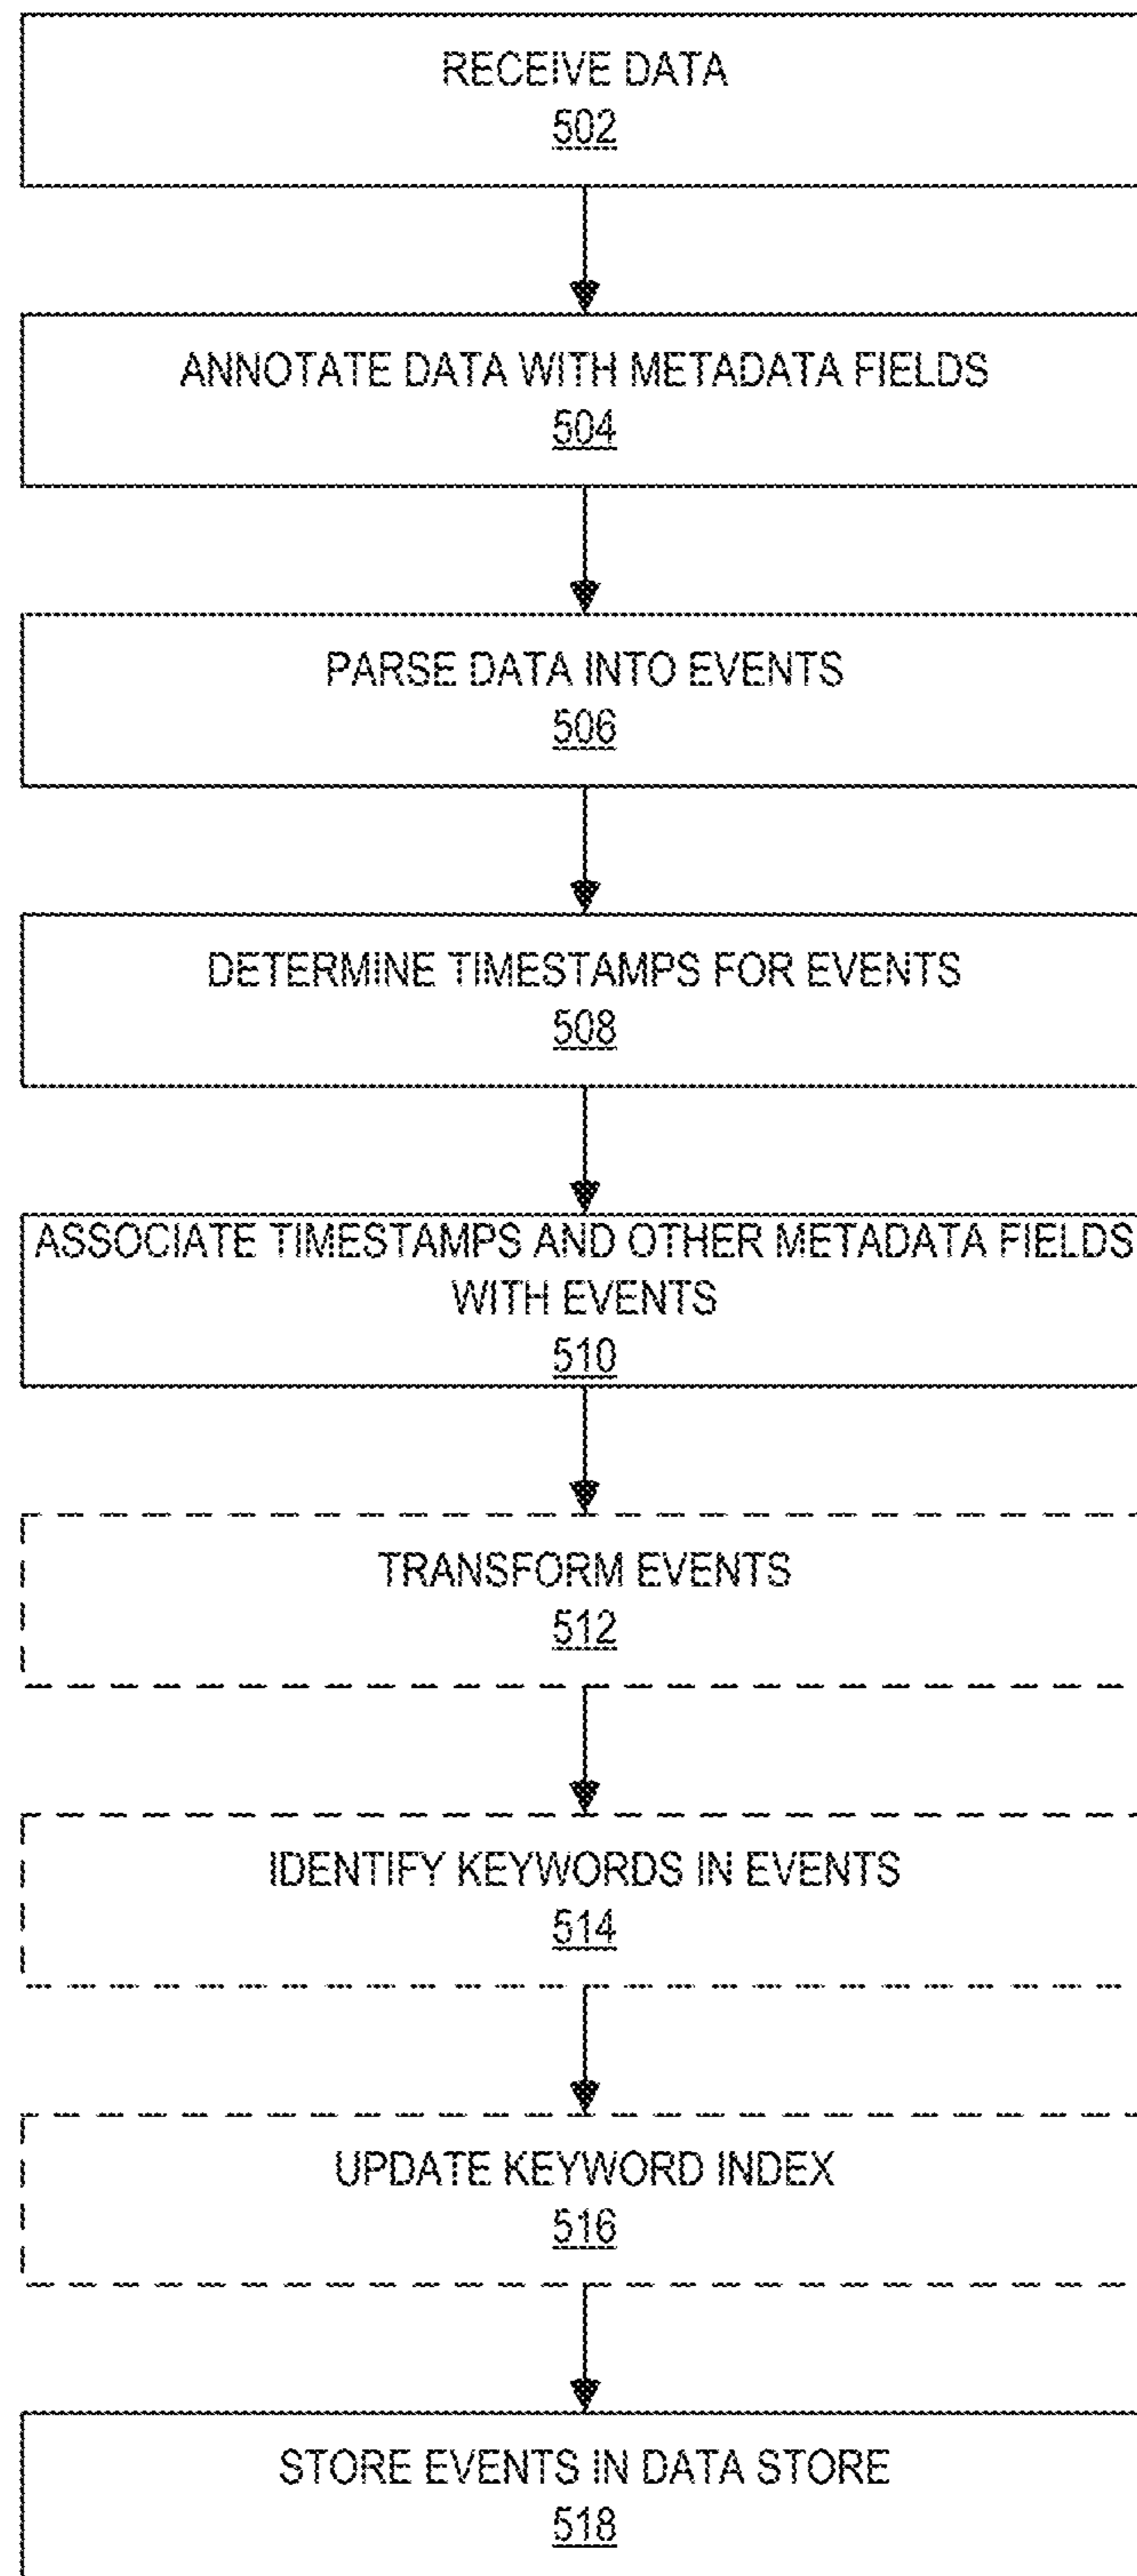 RECEIVE DATA
502
ANNOTATE DATA WITH METADATA FIELDS
504
PARSE DATA INTO EVENTS
506
DETERMINE TIMESTAMPS FOR EVENTS
508
ASSOCIATE TIMESTAMPS AND OTHER METADATA FIELDS
WITH EVENTS
510
TRANSFORM EVENTS
512
IDENTIFY KEYWORDS IN EVENTS
514
UPDATE KEYWORD INDEX
516
STORE EVENTS IN DATA STORE
518